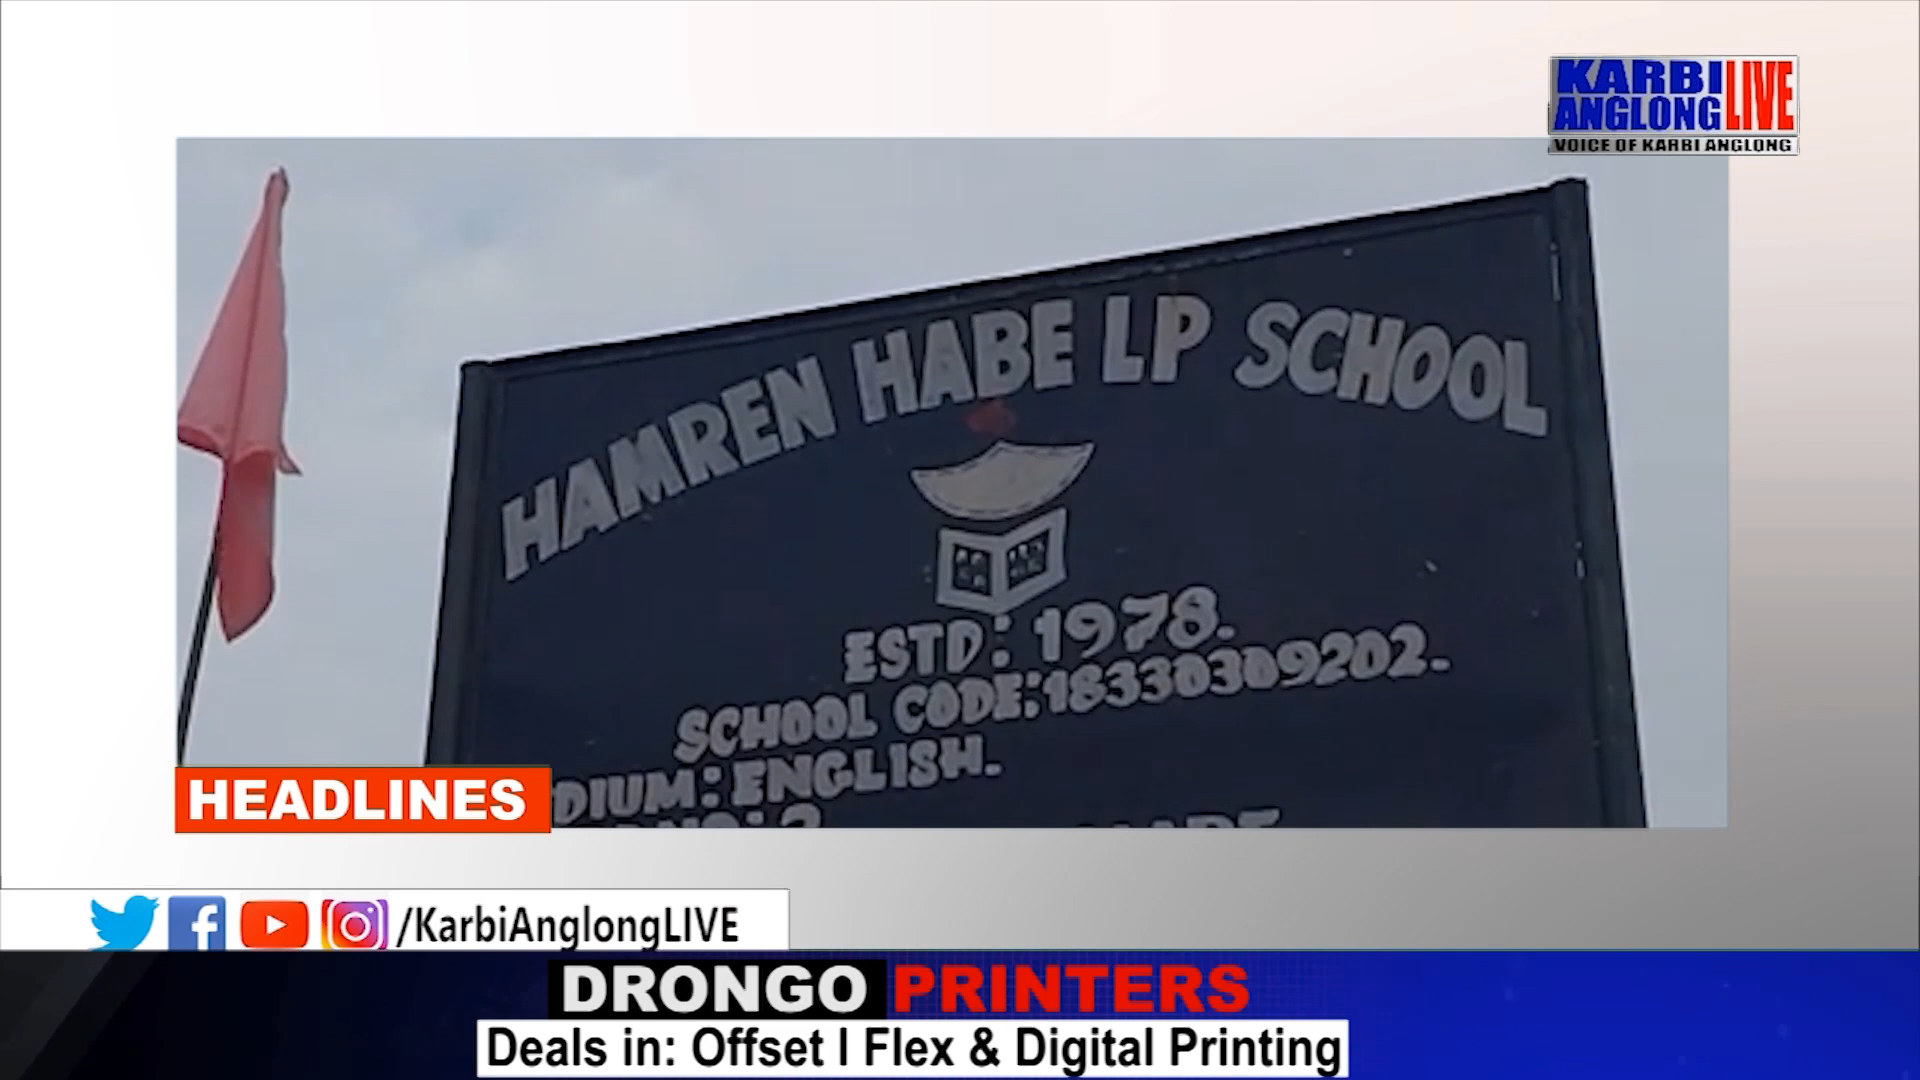 KARBI
ANGLONG LIVE
VOICE OF KARBI ANGLONG
HAMREN HABE LP SCHOOL
ESTD: 1978.
SCHOOL CODE:18330309202.
DIUM: ENGLISH.
HEADLINES
/KarbiAnglongLIVE
DRONGO PRINTERS
Deals in: Offset I Flex & Digital Printing